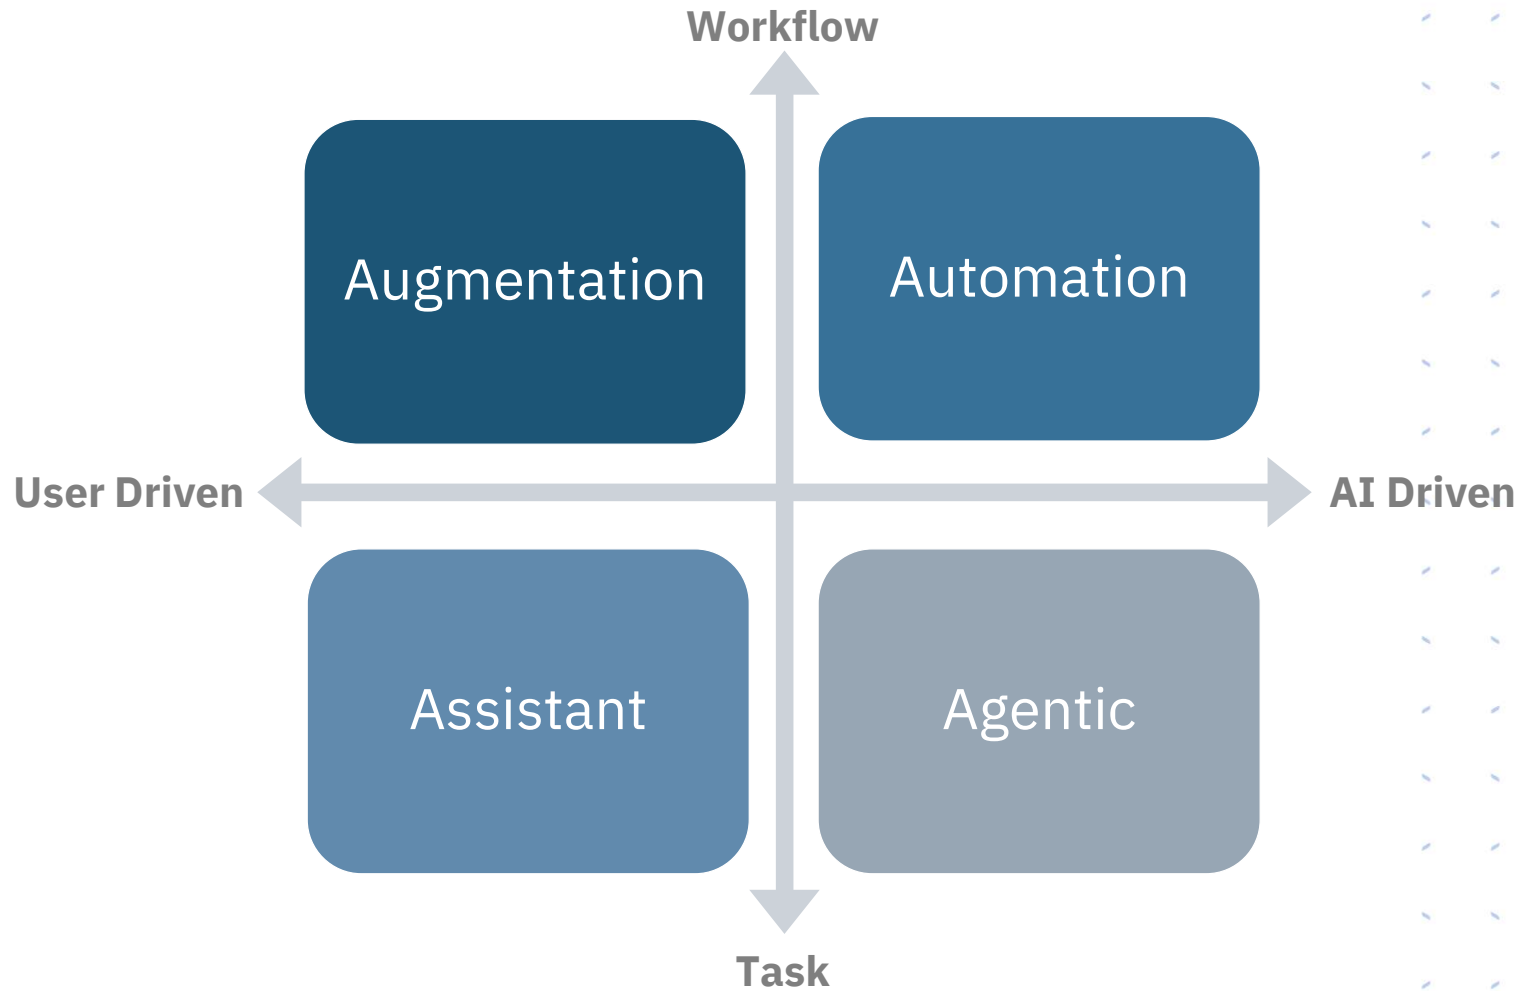 Workflow
Augmentation
Automation
User Driven
AI Driven
Assistant
Agentic
Task